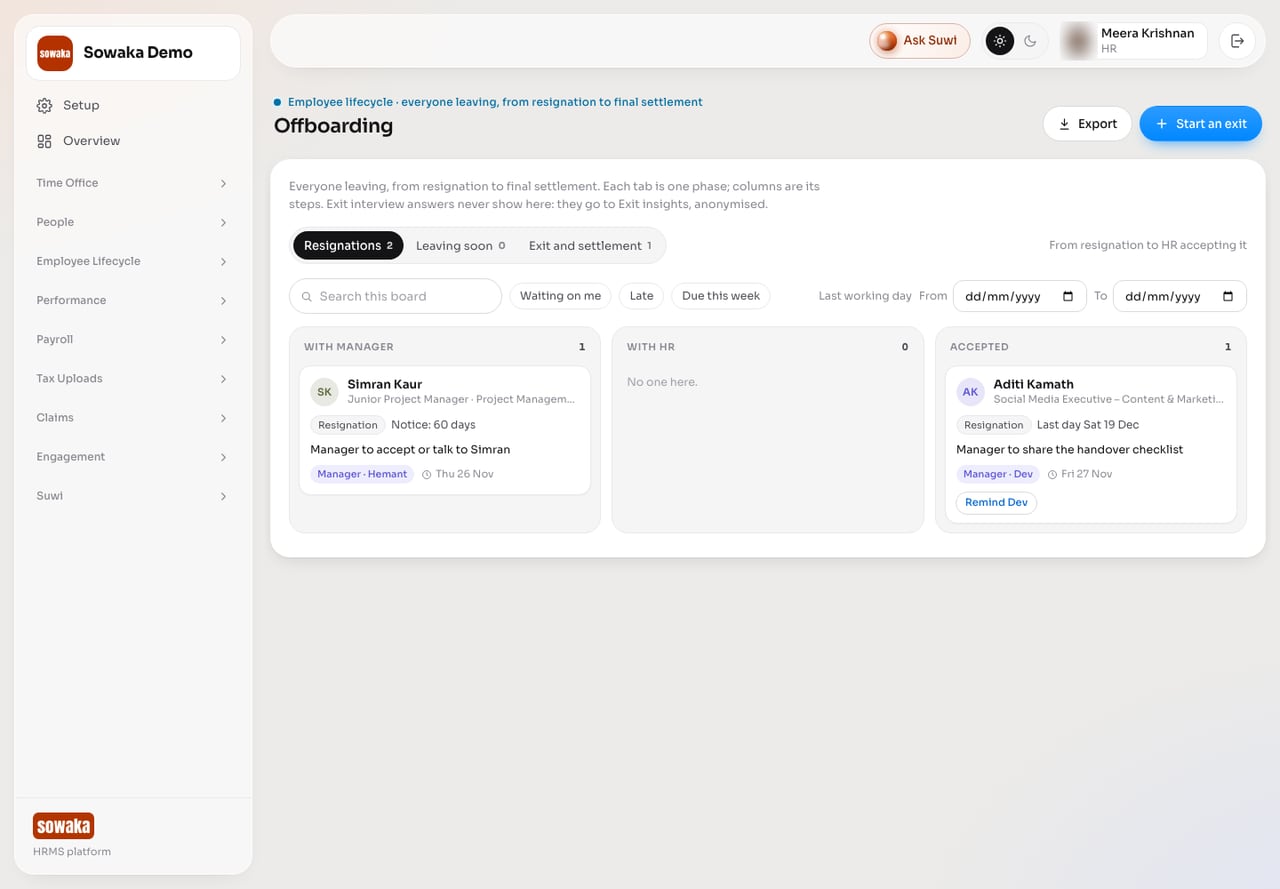 sowaka
Sowaka Demo
Setup
Overview
Time Office
People
Employee Lifecycle
Performance
Payroll
Tax Uploads
Claims
Engagement
Suwi
sowaka
HRMS platform
Ask Suwi
Meera Krishnan
HR
Employee lifecycle · everyone leaving, from resignation to final settlement
Offboarding
Export
+ Start an exit
Everyone leaving, from resignation to final settlement. Each tab is one phase; columns are its
steps. Exit interview answers never show here: they go to Exit insights, anonymised.
Resignations 2 Leaving soon 0 Exit and settlement 1
From resignation to HR accepting it
Search this board
Waiting on me
Late
Due this week
Last working day From dd/mm/yyyy To dd/mm/yyyy
WITH MANAGER 1
SK
Simran Kaur
Junior Project Manager · Project Managem...
Resignation Notice: 60 days
Manager to accept or talk to Simran
Manager · Hemant Thu 26 Nov
WITH HR 0
No one here.
ACCEPTED 1
AK
Aditi Kamath
Social Media Executive – Content & Marketi...
Resignation Last day Sat 19 Dec
Manager to share the handover checklist
Manager · Dev Fri 27 Nov
Remind Dev